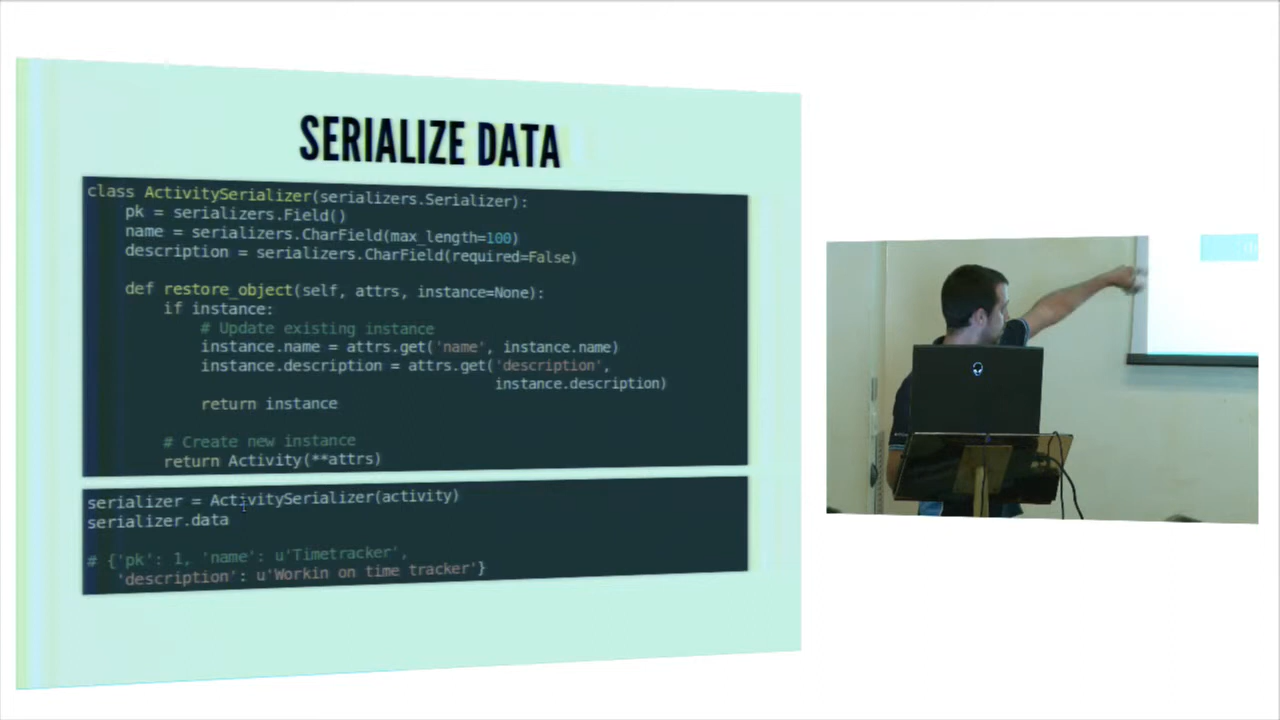 SERIALIZE DATA
class ActivitySerializer(serializers.Serializer):
    pk = serializers.Field()
    name = serializers.CharField(max_length=100)
    description = serializers.CharField(required=False)
    def restore_object(self, attrs, instance=None):
        if instance:
            # Update existing instance
            instance.name = attrs.get('name', instance.name)
            instance.description = attrs.get('description',
                                             instance.description)
            return instance
        # Create new instance
        return Activity(**attrs)
serializer = ActivitySerializer(activity)
serializer.data
# {'pk': 1, 'name': u'Timetracker',
   'description': u'Workin on time tracker'}